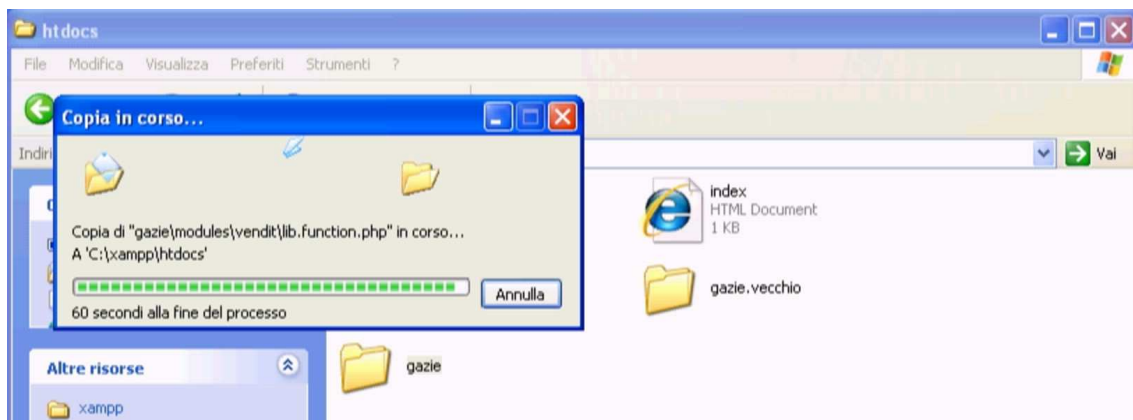 htdocs
File Modifica Visualizza Preferiti Strumenti ?
Copia in corso...
Indiri
Vai
Copia di "gazie\modules\vendit\lib.function.php" in corso...
A 'C:\xampp\htdocs'
Annulla
60 secondi alla fine del processo
index
HTML Document
1 KB
gazie.vecchio
gazie
Altre risorse
xampp